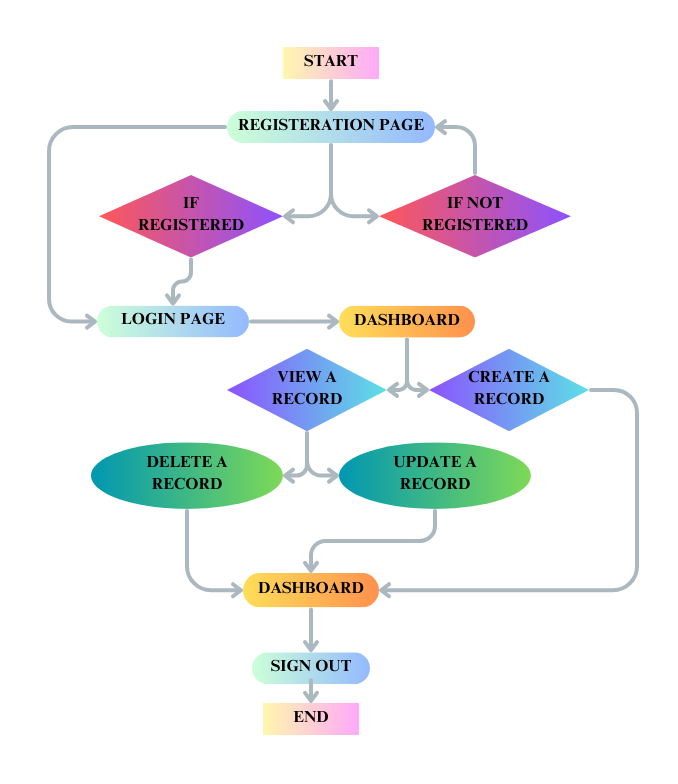 START
REGISTERATION PAGE
IF
REGISTERED
IF NOT
REGISTERED
LOGIN PAGE
DASHBOARD
VIEW A
RECORD
CREATE A
RECORD
DELETE A
RECORD
UPDATE A
RECORD
DASHBOARD
SIGN OUT
END